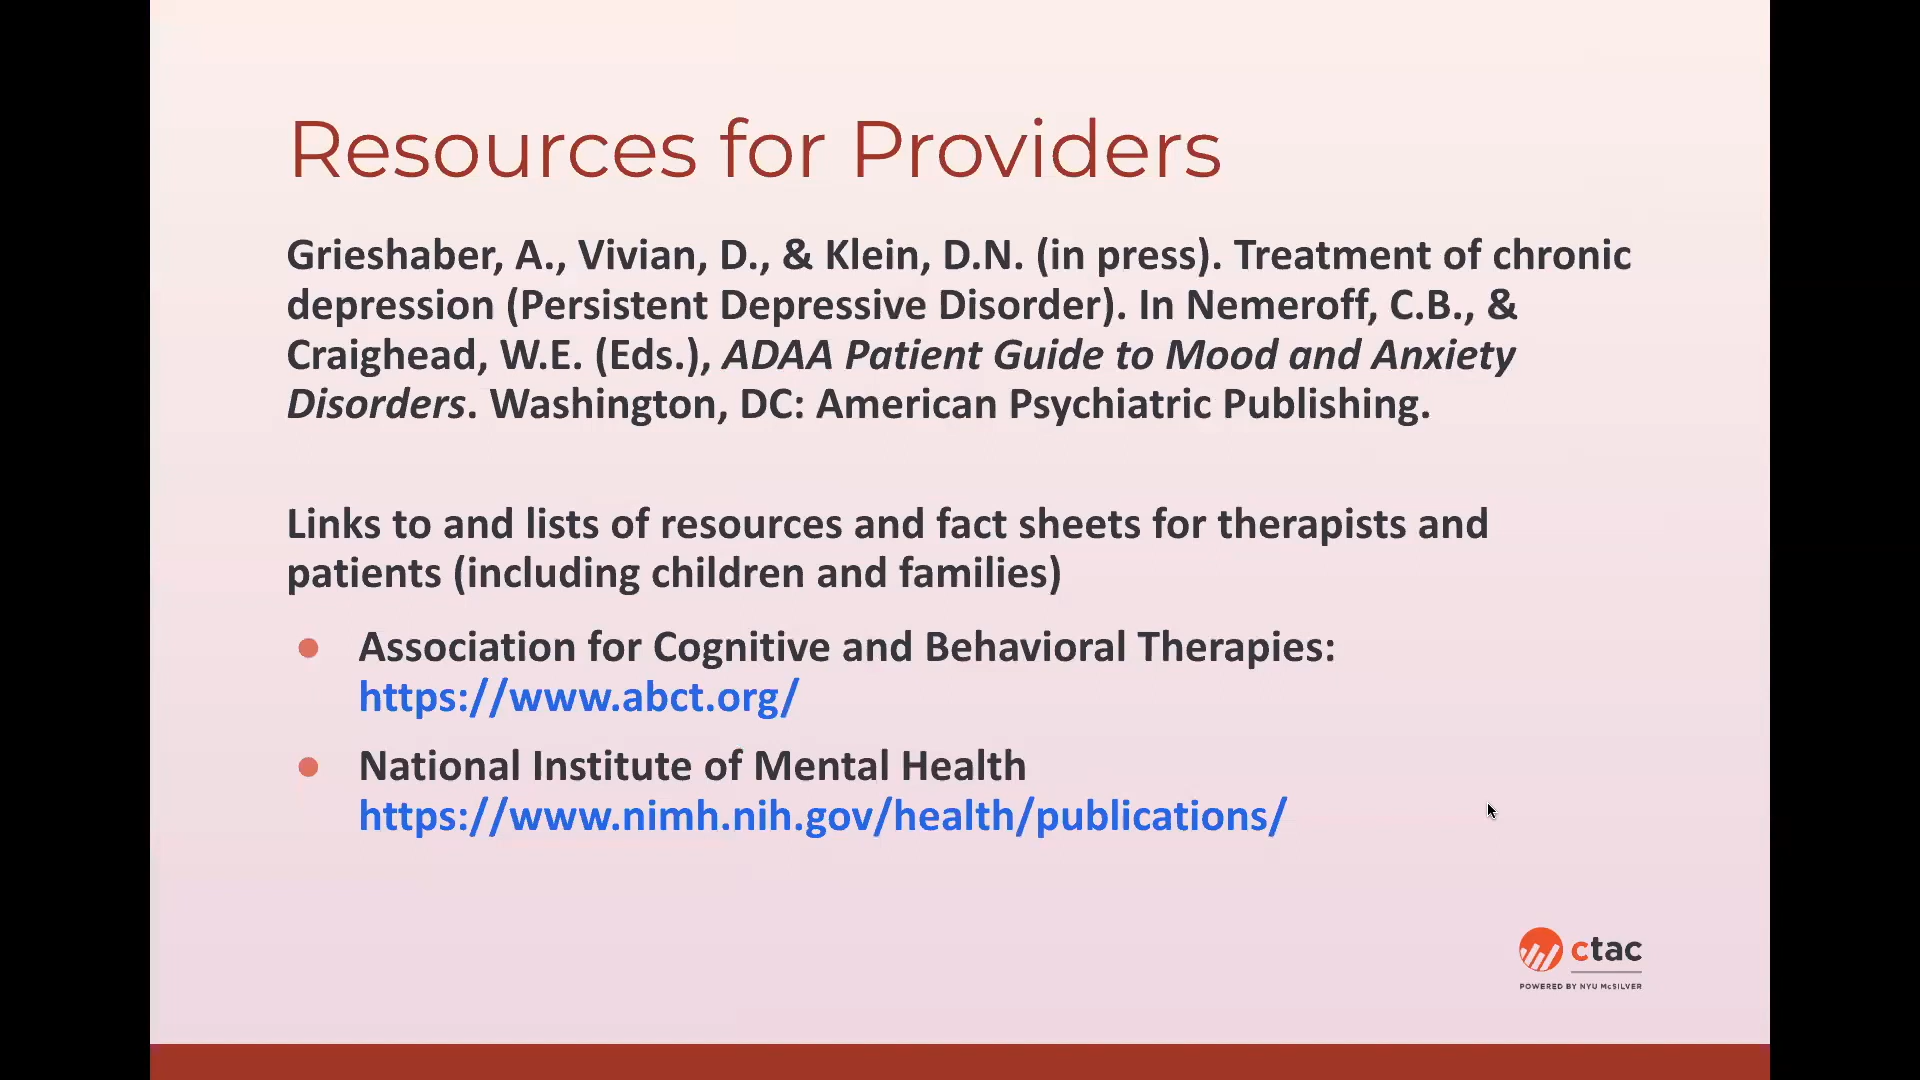 Resources for Providers
Grieshaber, A., Vivian, D., & Klein, D.N. (in press). Treatment of chronic
depression (Persistent Depressive Disorder). In Nemeroff, C.B., &
Craighead, W.E. (Eds.), ADAA Patient Guide to Mood and Anxiety
Disorders. Washington, DC: American Psychiatric Publishing.
Links to and lists of resources and fact sheets for therapists and
patients (including children and families)
Association for Cognitive and Behavioral Therapies:
https://www.abct.org/
National Institute of Mental Health
https://www.nimh.nih.gov/health/publications/
ctac
POWERED BY NYU McSILVER